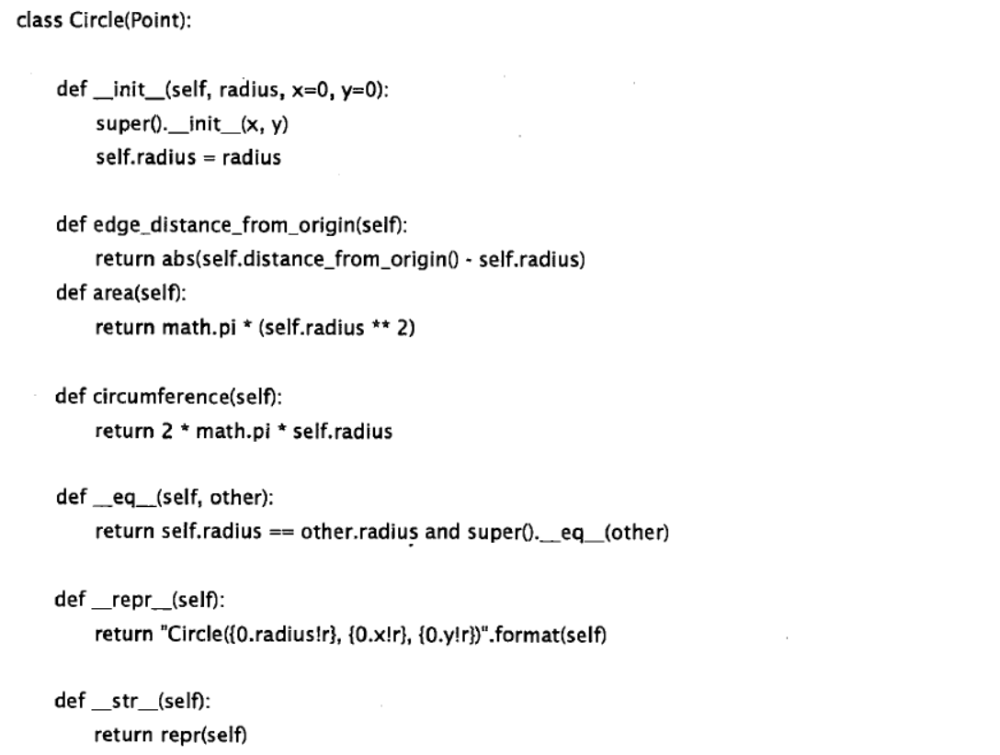 class Circle(Point):
def __init__(self, radius, x=0, y=0):
super().__init__(x, y)
self.radius = radius
def edge_distance_from_origin(self):
return abs(self.distance_from_origin() - self.radius)
def area(self):
return math.pi * (self.radius ** 2)
def circumference(self):
return 2 * math.pi * self.radius
def __eq__(self, other):
return self.radius == other.radius and super().__eq__(other)
def __repr__(self):
return "Circle({0.radius!r}, {0.x!r}, {0.y!r})".format(self)
def __str__(self):
return repr(self)